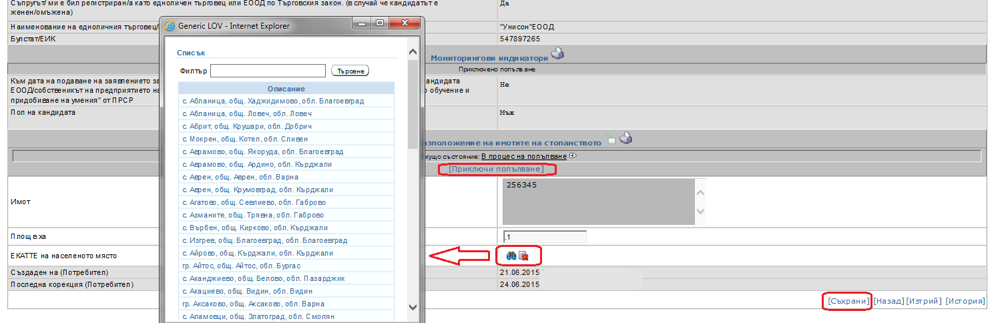 Съпругът/ ми е бил регистриран/а като едноличен търговец или ЕООД по Търговския закон. (в случай че кандидатът е
женен/омъжена)
Да
Наименование на едноличния търговец/
"Унисон"ЕООД
Булстат/ЕИК
547897265
Мониторингови индикатори
Приключено попълване
Към дата на подаване на заявлението за
андидата
ЕООД/собственикът на предприятието на
о обучение и
придобиване на умения" от ПРСР
Не
Пол на кандидата
Мъж
зположение на имотите на стопанството
кущо състояние: В процес на попълване
[Приключи попълване]
Имот
256345
Площ в ха
.1
ЕКАТТЕ на населеното място
Създаден на (Потребител)
21.06.2015
Последна корекция (Потребител)
24.06.2015
[Съхрани] [Назад] [Изтрий] [История]
Generic LOV - Internet Explorer
Списък
Филтър
Търсене
Описание
с. Абланица, общ. Хаджидимово, обл. Благоевград
с. Абланица, общ. Ловеч, обл. Ловеч
с. Абрит, общ. Крушари, обл. Добрич
с. Мокрен, общ. Котел, обл. Сливен
с. Аврамово, общ. Якоруда, обл. Благоевград
с. Аврамово, общ. Ардино, обл. Кърджали
с. Аврен, общ. Аврен, обл. Варна
с. Аврен, общ. Крумовград, обл. Кърджали
с. Агатово, общ. Севлиево, обл. Габрово
с. Азманите, общ. Трявна, обл. Габрово
с. Върбен, общ. Кирково, обл. Кърджали
с. Изгрев, общ. Благоевград, обл. Благоевград
с. Айрово, общ. Кърджали, обл. Кърджали
гр. Айтос, общ. Айтос, обл. Бургас
с. Аканджиево, общ. Белово, обл. Пазарджик
с. Акациево, общ. Видин, обл. Видин
гр. Аксаково, общ. Аксаково, обл. Варна
с. Аламовци, общ. Златоград, обл. Смолян